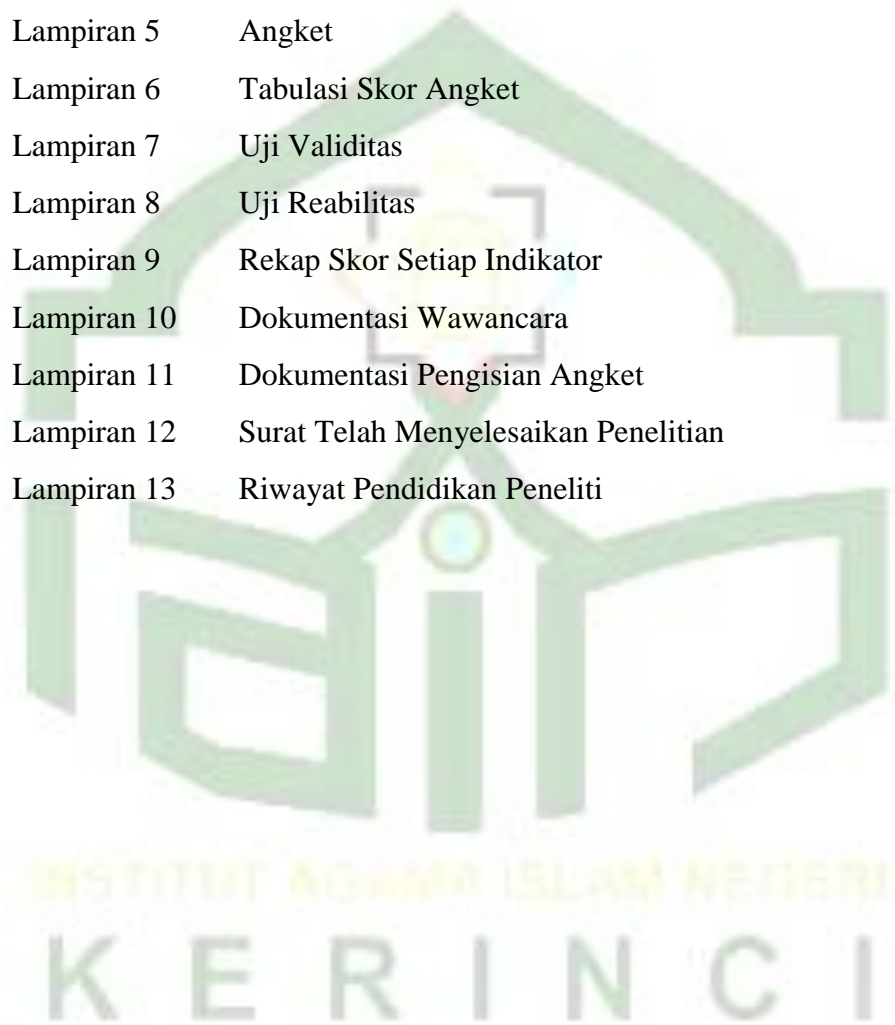 Lampiran 5 Angket
Lampiran 6 Tabulasi Skor Angket
Lampiran 7 Uji Validitas
Lampiran 8 Uji Reabilitas
Lampiran 9 Rekap Skor Setiap Indikator
Lampiran 10 Dokumentasi Wawancara
Lampiran 11 Dokumentasi Pengisian Angket
Lampiran 12 Surat Telah Menyelesaikan Penelitian
Lampiran 13 Riwayat Pendidikan Peneliti
iain
INSTITUT AGAMA ISLAM NEGERI
KERINCI